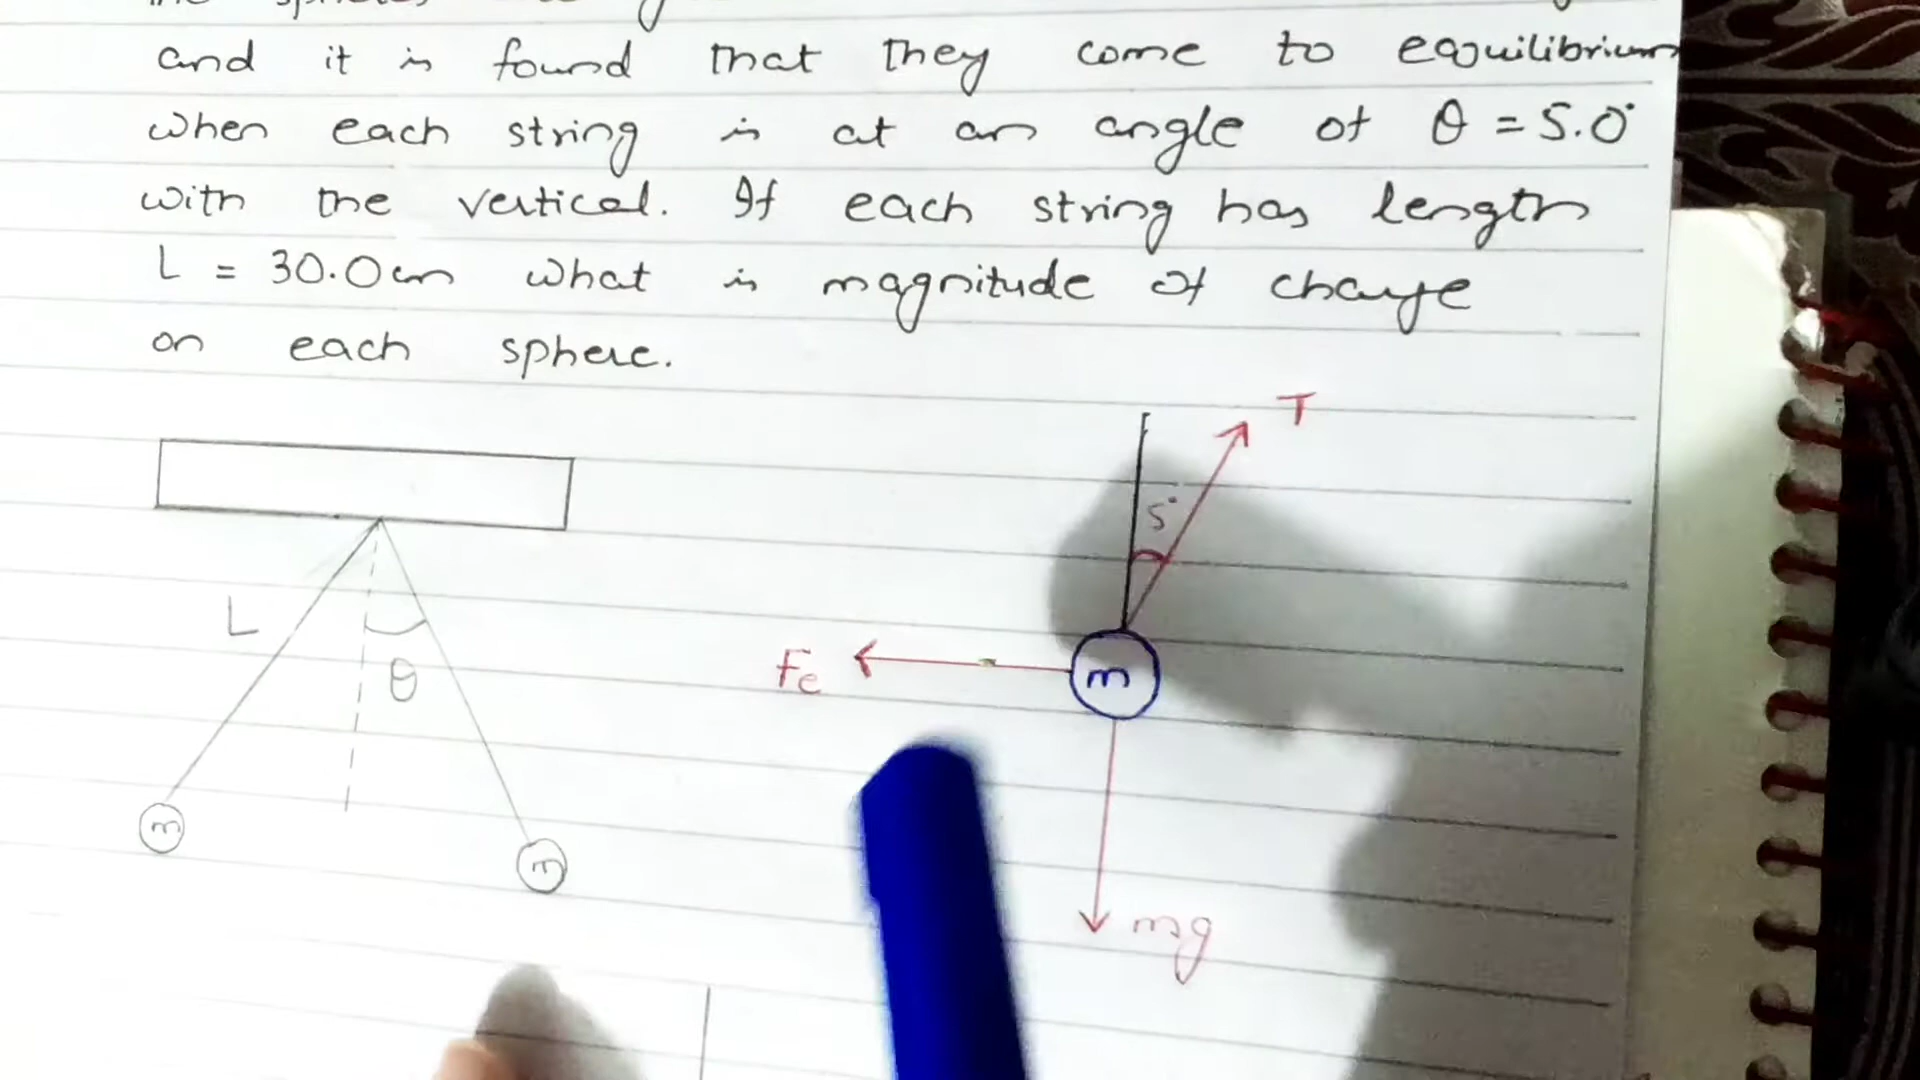 and it is found that they come to equilibrium
when each string is at an angle of θ = 5.0°
with the vertical. If each string has length
L = 30.0cm what is magnitude of charge
on each sphere.
T
5°
L
θ
Fe
m
m
m
mg